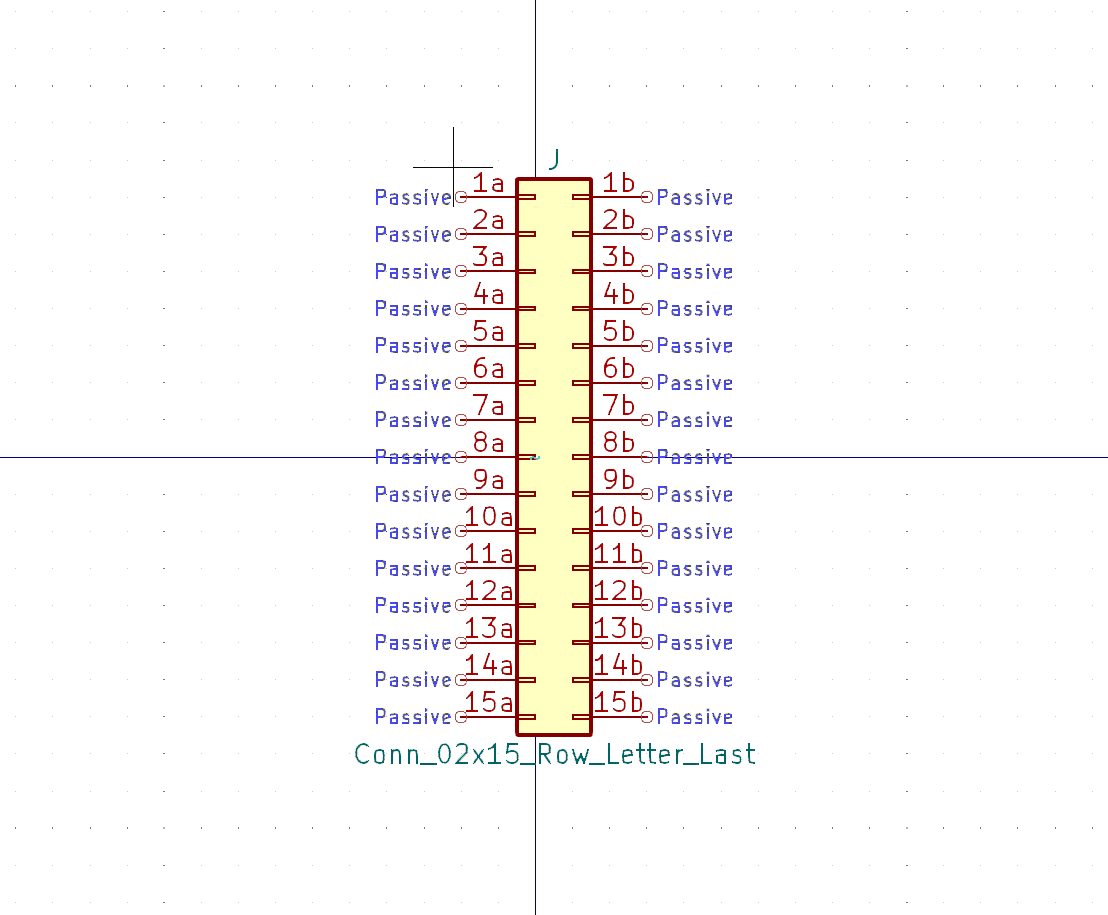 J
Passive 1a 1b Passive
Passive 2a 2b Passive
Passive 3a 3b Passive
Passive 4a 4b Passive
Passive 5a 5b Passive
Passive 6a 6b Passive
Passive 7a 7b Passive
Passive 8a 8b Passive
Passive 9a 9b Passive
Passive 10a 10b Passive
Passive 11a 11b Passive
Passive 12a 12b Passive
Passive 13a 13b Passive
Passive 14a 14b Passive
Passive 15a 15b Passive
Conn_02x15_Row_Letter_Last